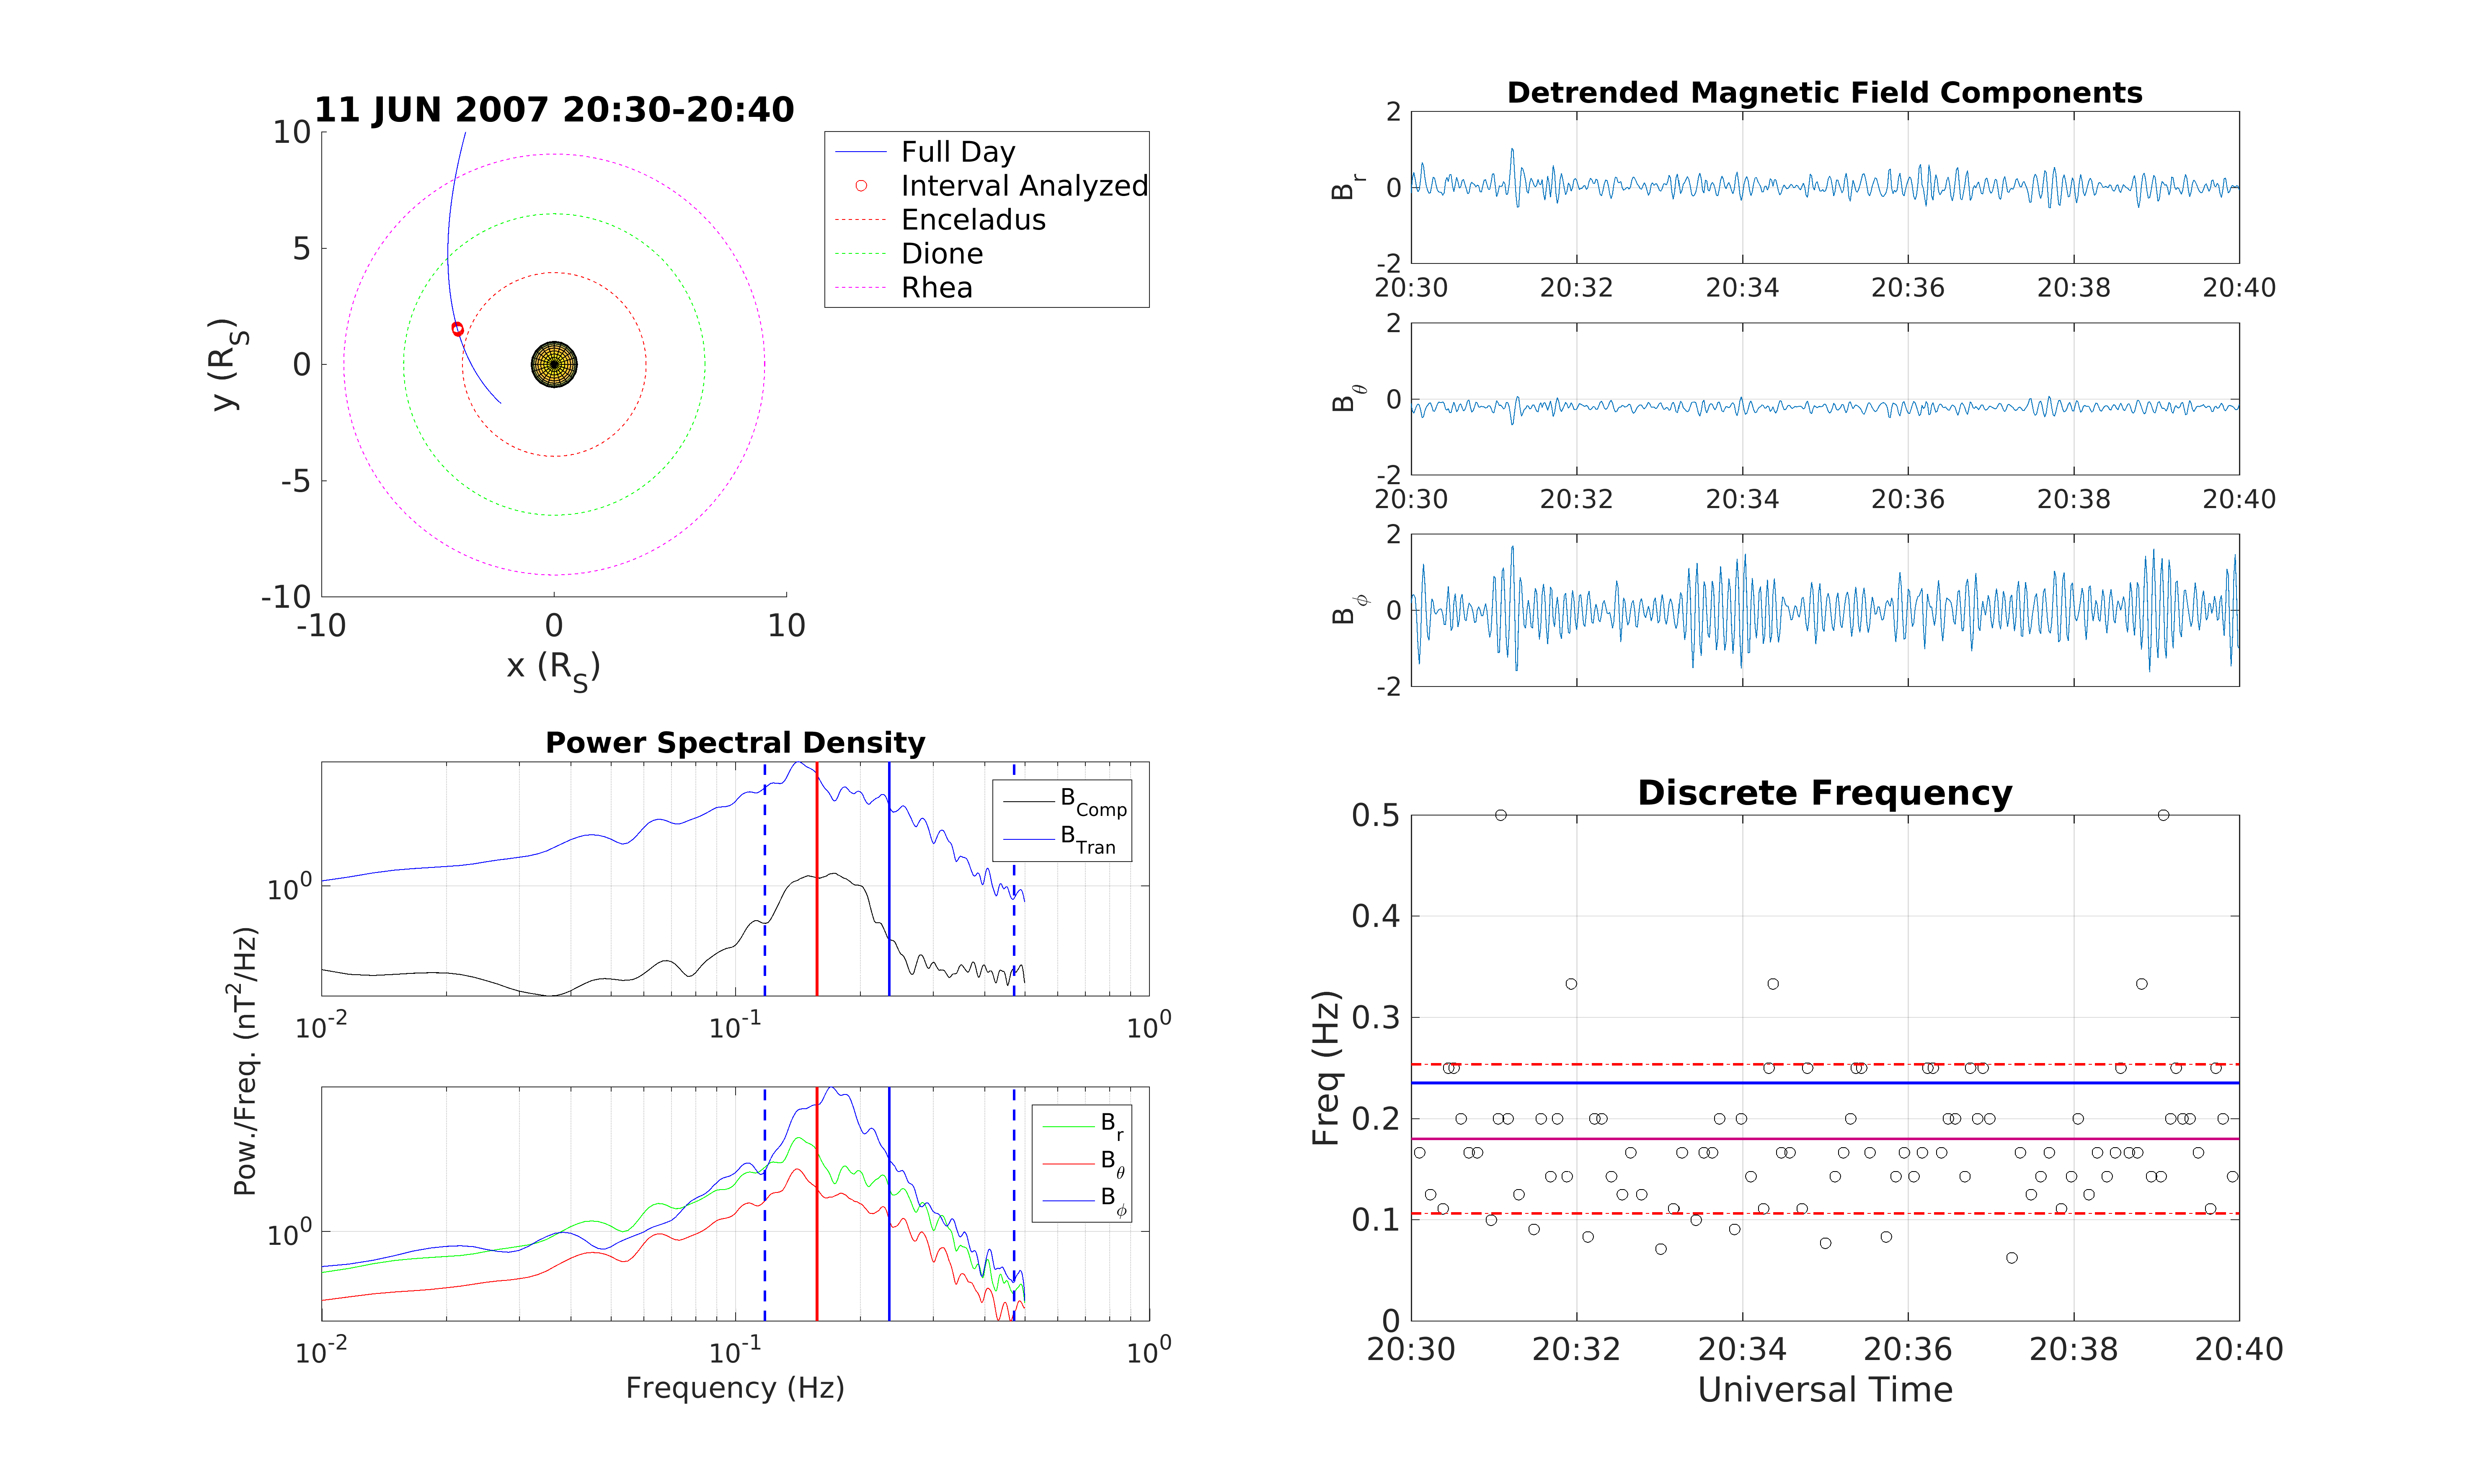 11 JUN 2007 20:30-20:40
10
5
0
-5
-10
-10
0
10
y (R_S)
x (R_S)
Full Day
Interval Analyzed
Enceladus
Dione
Rhea
Detrended Magnetic Field Components
2
0
-2
B_r
20:30 20:32 20:34 20:36 20:38 20:40
2
0
-2
B_θ
20:30 20:32 20:34 20:36 20:38 20:40
2
0
-2
B_ϕ
Power Spectral Density
10^0
B_Comp
B_Tran
10^-2 10^-1 10^0
Pow./Freq. (nT^2/Hz)
10^0
B_r
B_θ
B_ϕ
10^-2 10^-1 10^0
Frequency (Hz)
Discrete Frequency
0.5
0.4
0.3
0.2
0.1
0
Freq (Hz)
20:30 20:32 20:34 20:36 20:38 20:40
Universal Time